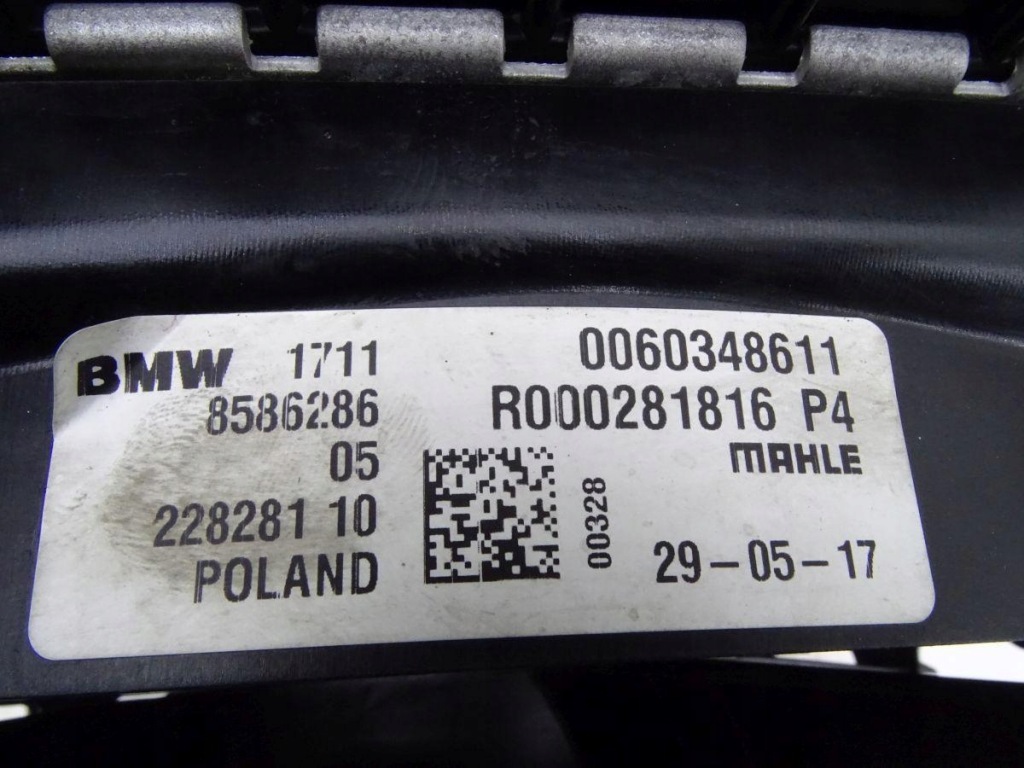 BMW 1711
8586286
05
228281 10
POLAND
0060348611
R000281816 P4
MAHLE
00328
29-05-17